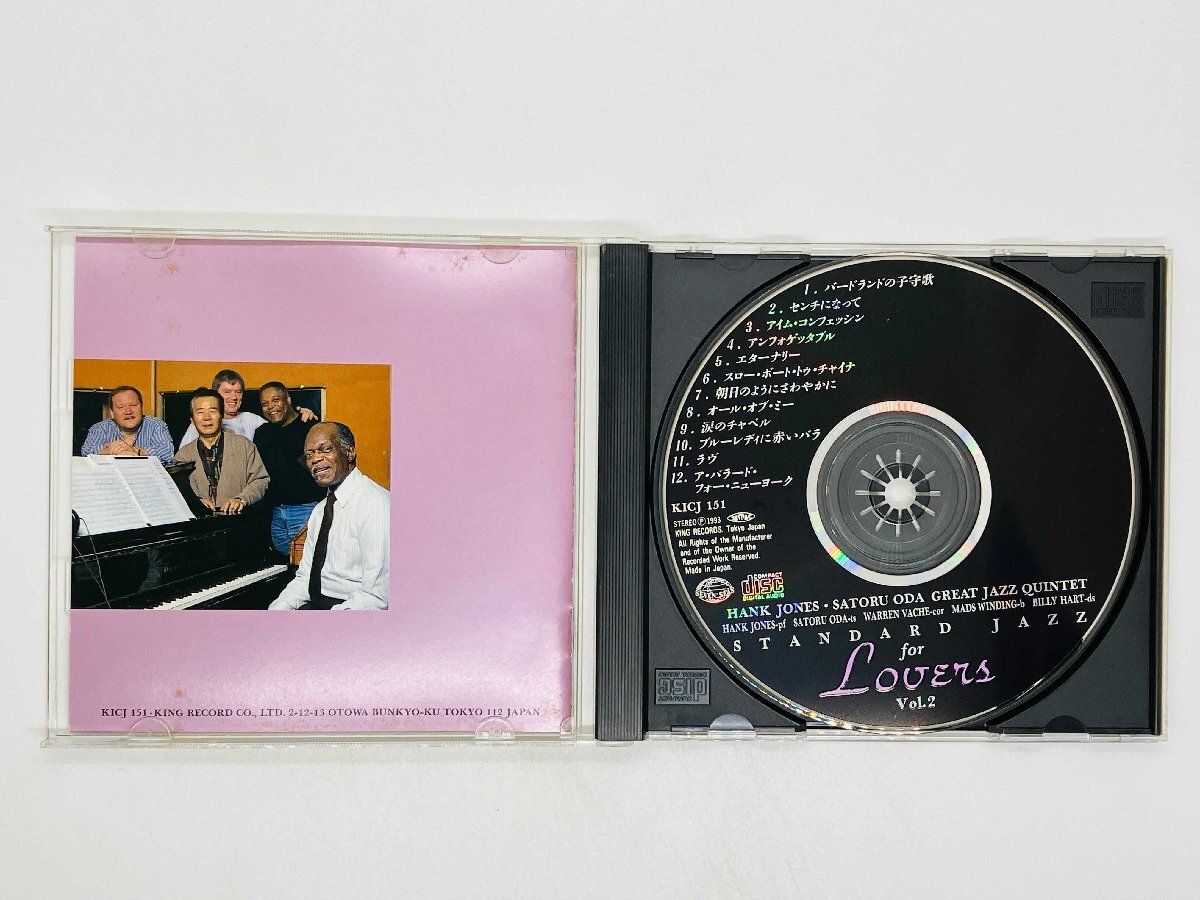 KICJ 151・KING RECORD CO., LTD. 2-12-13 OTOWA BUNKYO-KU TOKYO 112 JAPAN
1. バードランドの子守歌
2. センチになって
3. アイム・コンフェッシン
4. アンフォゲッタブル
5. エターナリー
6. スロー・ボート・トゥ・チャイナ
7. 朝日のようにさわやかに
8. オール・オブ・ミー
9. 涙のチャペル
10. ブルーレディに赤いバラ
11. ラヴ
12. ア・バラード・
フォー・ニューヨーク
KICJ 151
STEREO Ⓟ1993
KING RECORDS. Tokyo Japan
All Rights of the Manufacturer
and of the Owner of the
Recorded Work Reserved.
Made in Japan.
SEVEN SEAS
COMPACT
disc
DIGITAL AUDIO
HANK JONES・SATORU ODA GREAT JAZZ QUINTET
HANK JONES-pf SATORU ODA-ts WARREN VACHE-cor MADS WINDING-b BILLY HART-ds
STANDARD JAZZ
for
Lovers
Vol.2